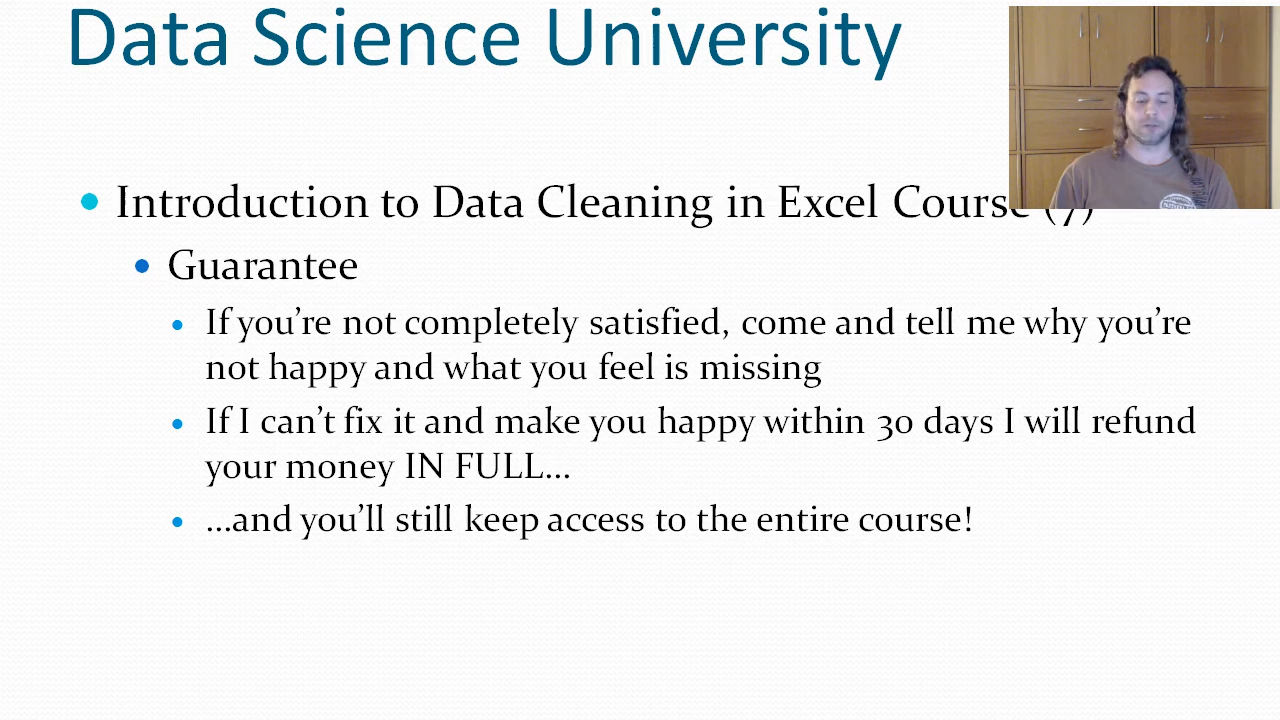 Data Science University
Introduction to Data Cleaning in Excel Course (7)
Guarantee
If you’re not completely satisfied, come and tell me why you’re
not happy and what you feel is missing
If I can’t fix it and make you happy within 30 days I will refund
your money IN FULL…
…and you’ll still keep access to the entire course!